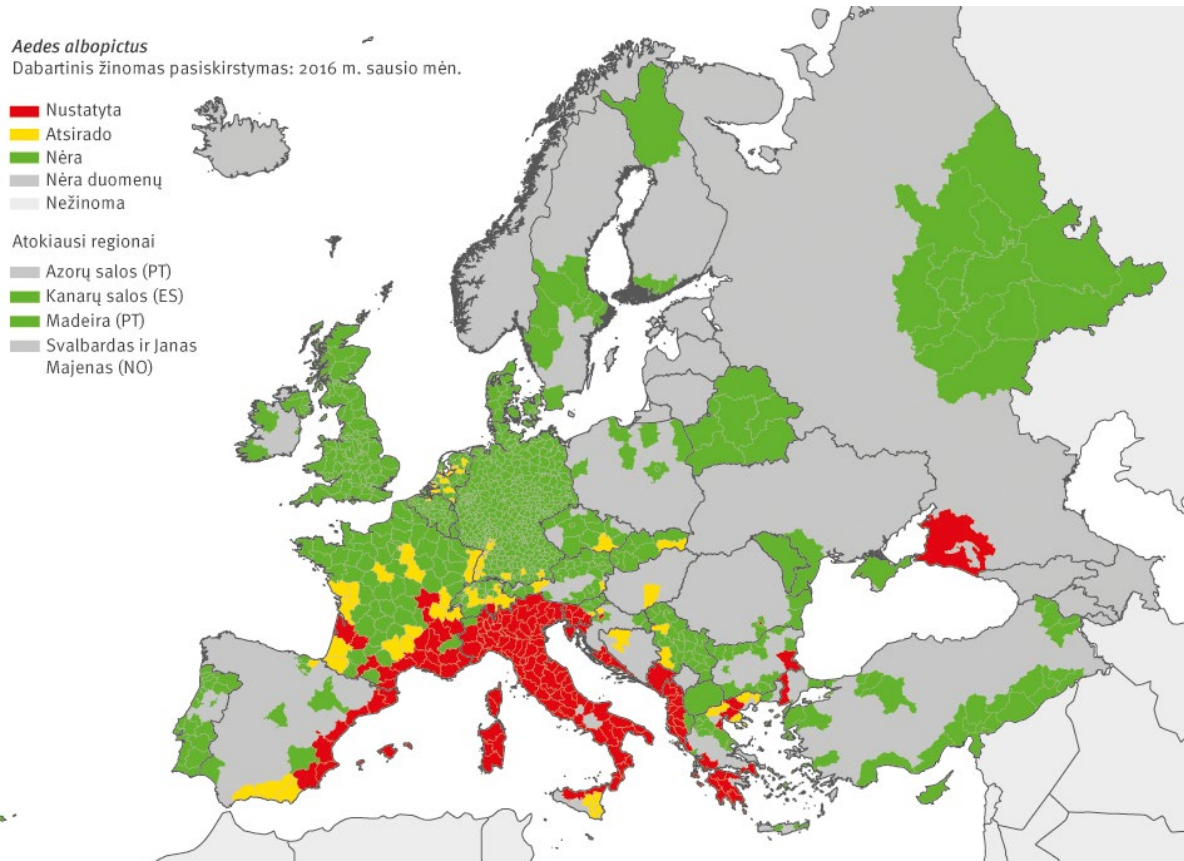 Aedes albopictus
Dabartinis žinomas pasiskirstymas: 2016 m. sausio mėn.
Nustatyta
Atsirado
Nėra
Nėra duomenų
Nežinoma
Atokiausi regionai
Azorų salos (PT)
Kanarų salos (ES)
Madeira (PT)
Svalbardas ir Janas
Majenas (NO)